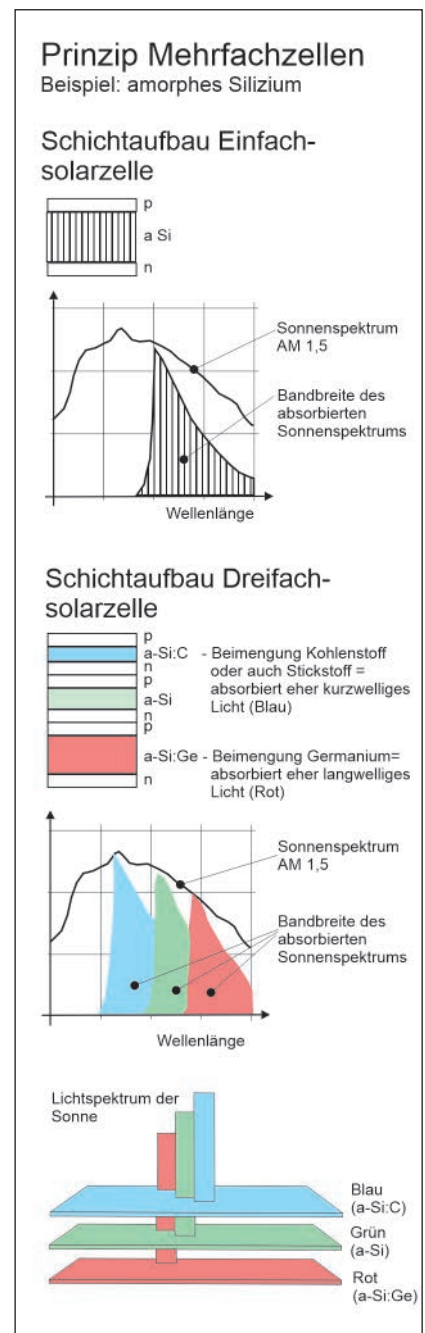 Prinzip Mehrfachzellen
Beispiel: amorphes Silizium
Schichtaufbau Einfach-
solarzelle
p
a Si
n
Sonnenspektrum
AM 1,5
Bandbreite des
absorbierten
Sonnenspektrums
Wellenlänge
Schichtaufbau Dreifach-
solarzelle
p
a-Si:C - Beimengung Kohlenstoff
n oder auch Stickstoff =
p absorbiert eher kurzwelliges
a-Si Licht (Blau)
n
p
a-Si:Ge - Beimengung Germanium=
absorbiert eher langwelliges
n Licht (Rot)
Sonnenspektrum
AM 1,5
Bandbreite des
absorbierten
Sonnenspektrums
Wellenlänge
Lichtspektrum der
Sonne
Blau
(a-Si:C)
Grün
(a-Si)
Rot
(a-Si:Ge)